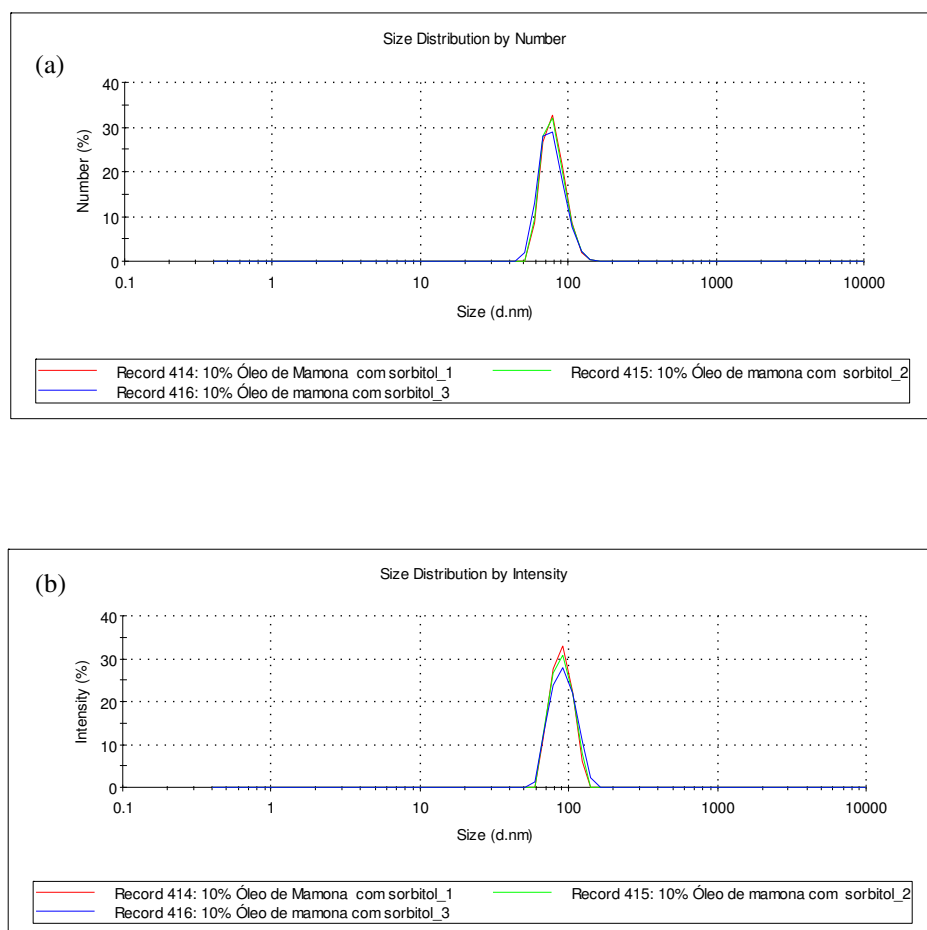 Size Distribution by Number
(a)
40
30
20
10
0
Number (%)
0.1 1 10 100 1000 10000
Size (d.nm)
Record 414: 10% Óleo de Mamona com sorbitol_1 Record 415: 10% Óleo de mamona com sorbitol_2
Record 416: 10% Óleo de mamona com sorbitol_3
Size Distribution by Intensity
(b)
40
30
20
10
0
Intensity (%)
0.1 1 10 100 1000 10000
Size (d.nm)
Record 414: 10% Óleo de Mamona com sorbitol_1 Record 415: 10% Óleo de mamona com sorbitol_2
Record 416: 10% Óleo de mamona com sorbitol_3